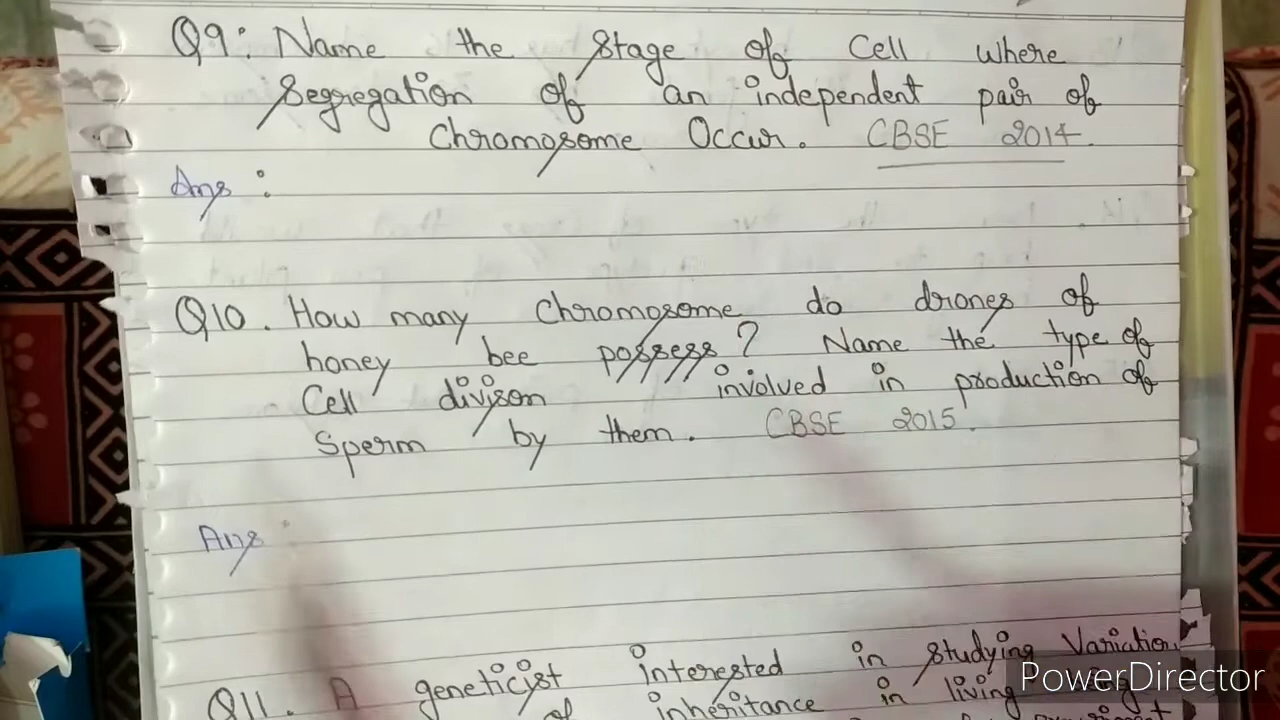 Q9: Name the stage of Cell where
segregation of an independent pair of
Chromosome Occur. CBSE 2014.
Ans :
Q10. How many Chromosome do drones of
honey bee possess? Name the type of
Cell divison involved in production of
Sperm by them. CBSE 2015.
Ans :
Q11. A geneticist interested in studying Variation
of inheritance in living
PowerDirector